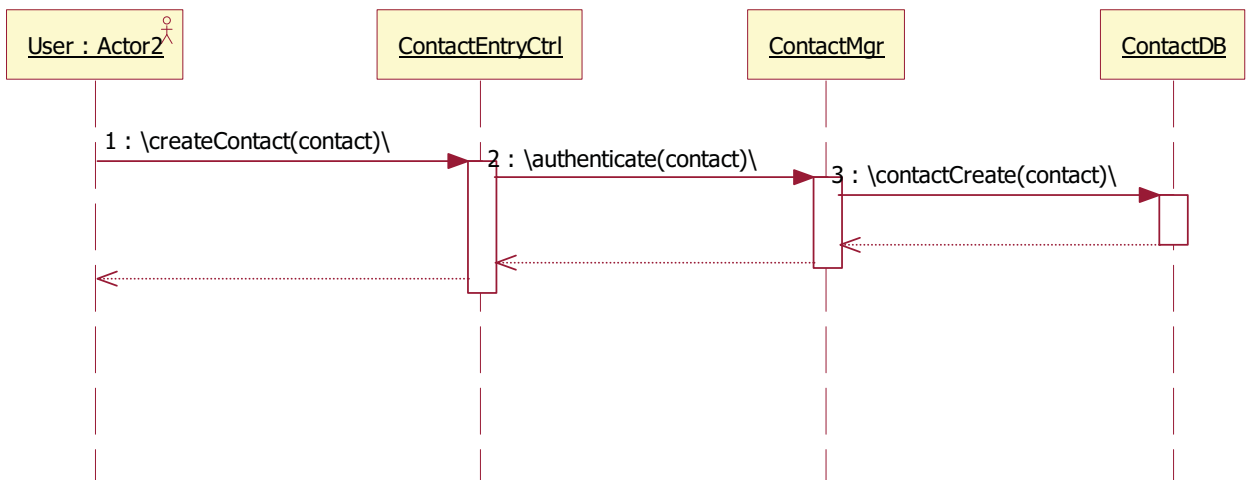 User : Actor2
ContactEntryCtrl
ContactMgr
ContactDB
1 : \createContact(contact)\
2 : \authenticate(contact)\
3 : \contactCreate(contact)\